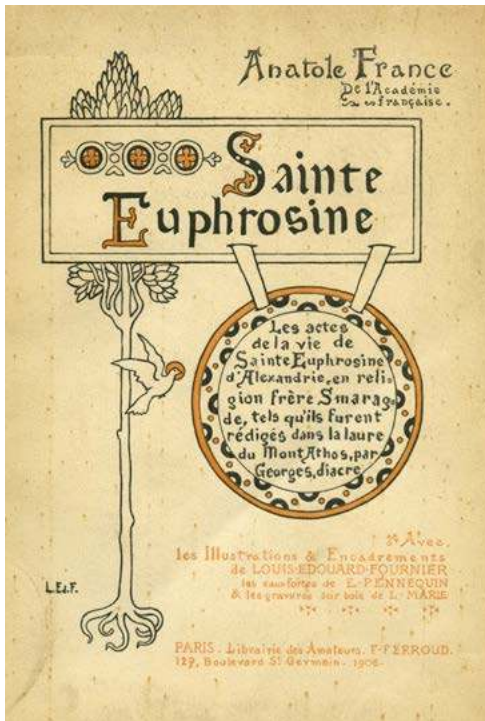 Anatole France
De l'Académie
française.
Sainte
Euphrosine
Les actes
de la vie de
Sainte Euphrosine
d'Alexandrie, en reli-
gion frère Smarag-
de, tels qu'ils furent
rédigés dans la laure
du Mont Athos, par
Georges, diacre
Avec
les Illustrations & Encadrements
de LOUIS-EDOUARD-FOURNIER
les eaux fortes de E. PENNEQUIN
& les gravures sur bois de L. MARIE
L.Ed.F.
PARIS. Librairie des Amateurs. F. FERROUD.
127, Boulevard St Germain. 1906.